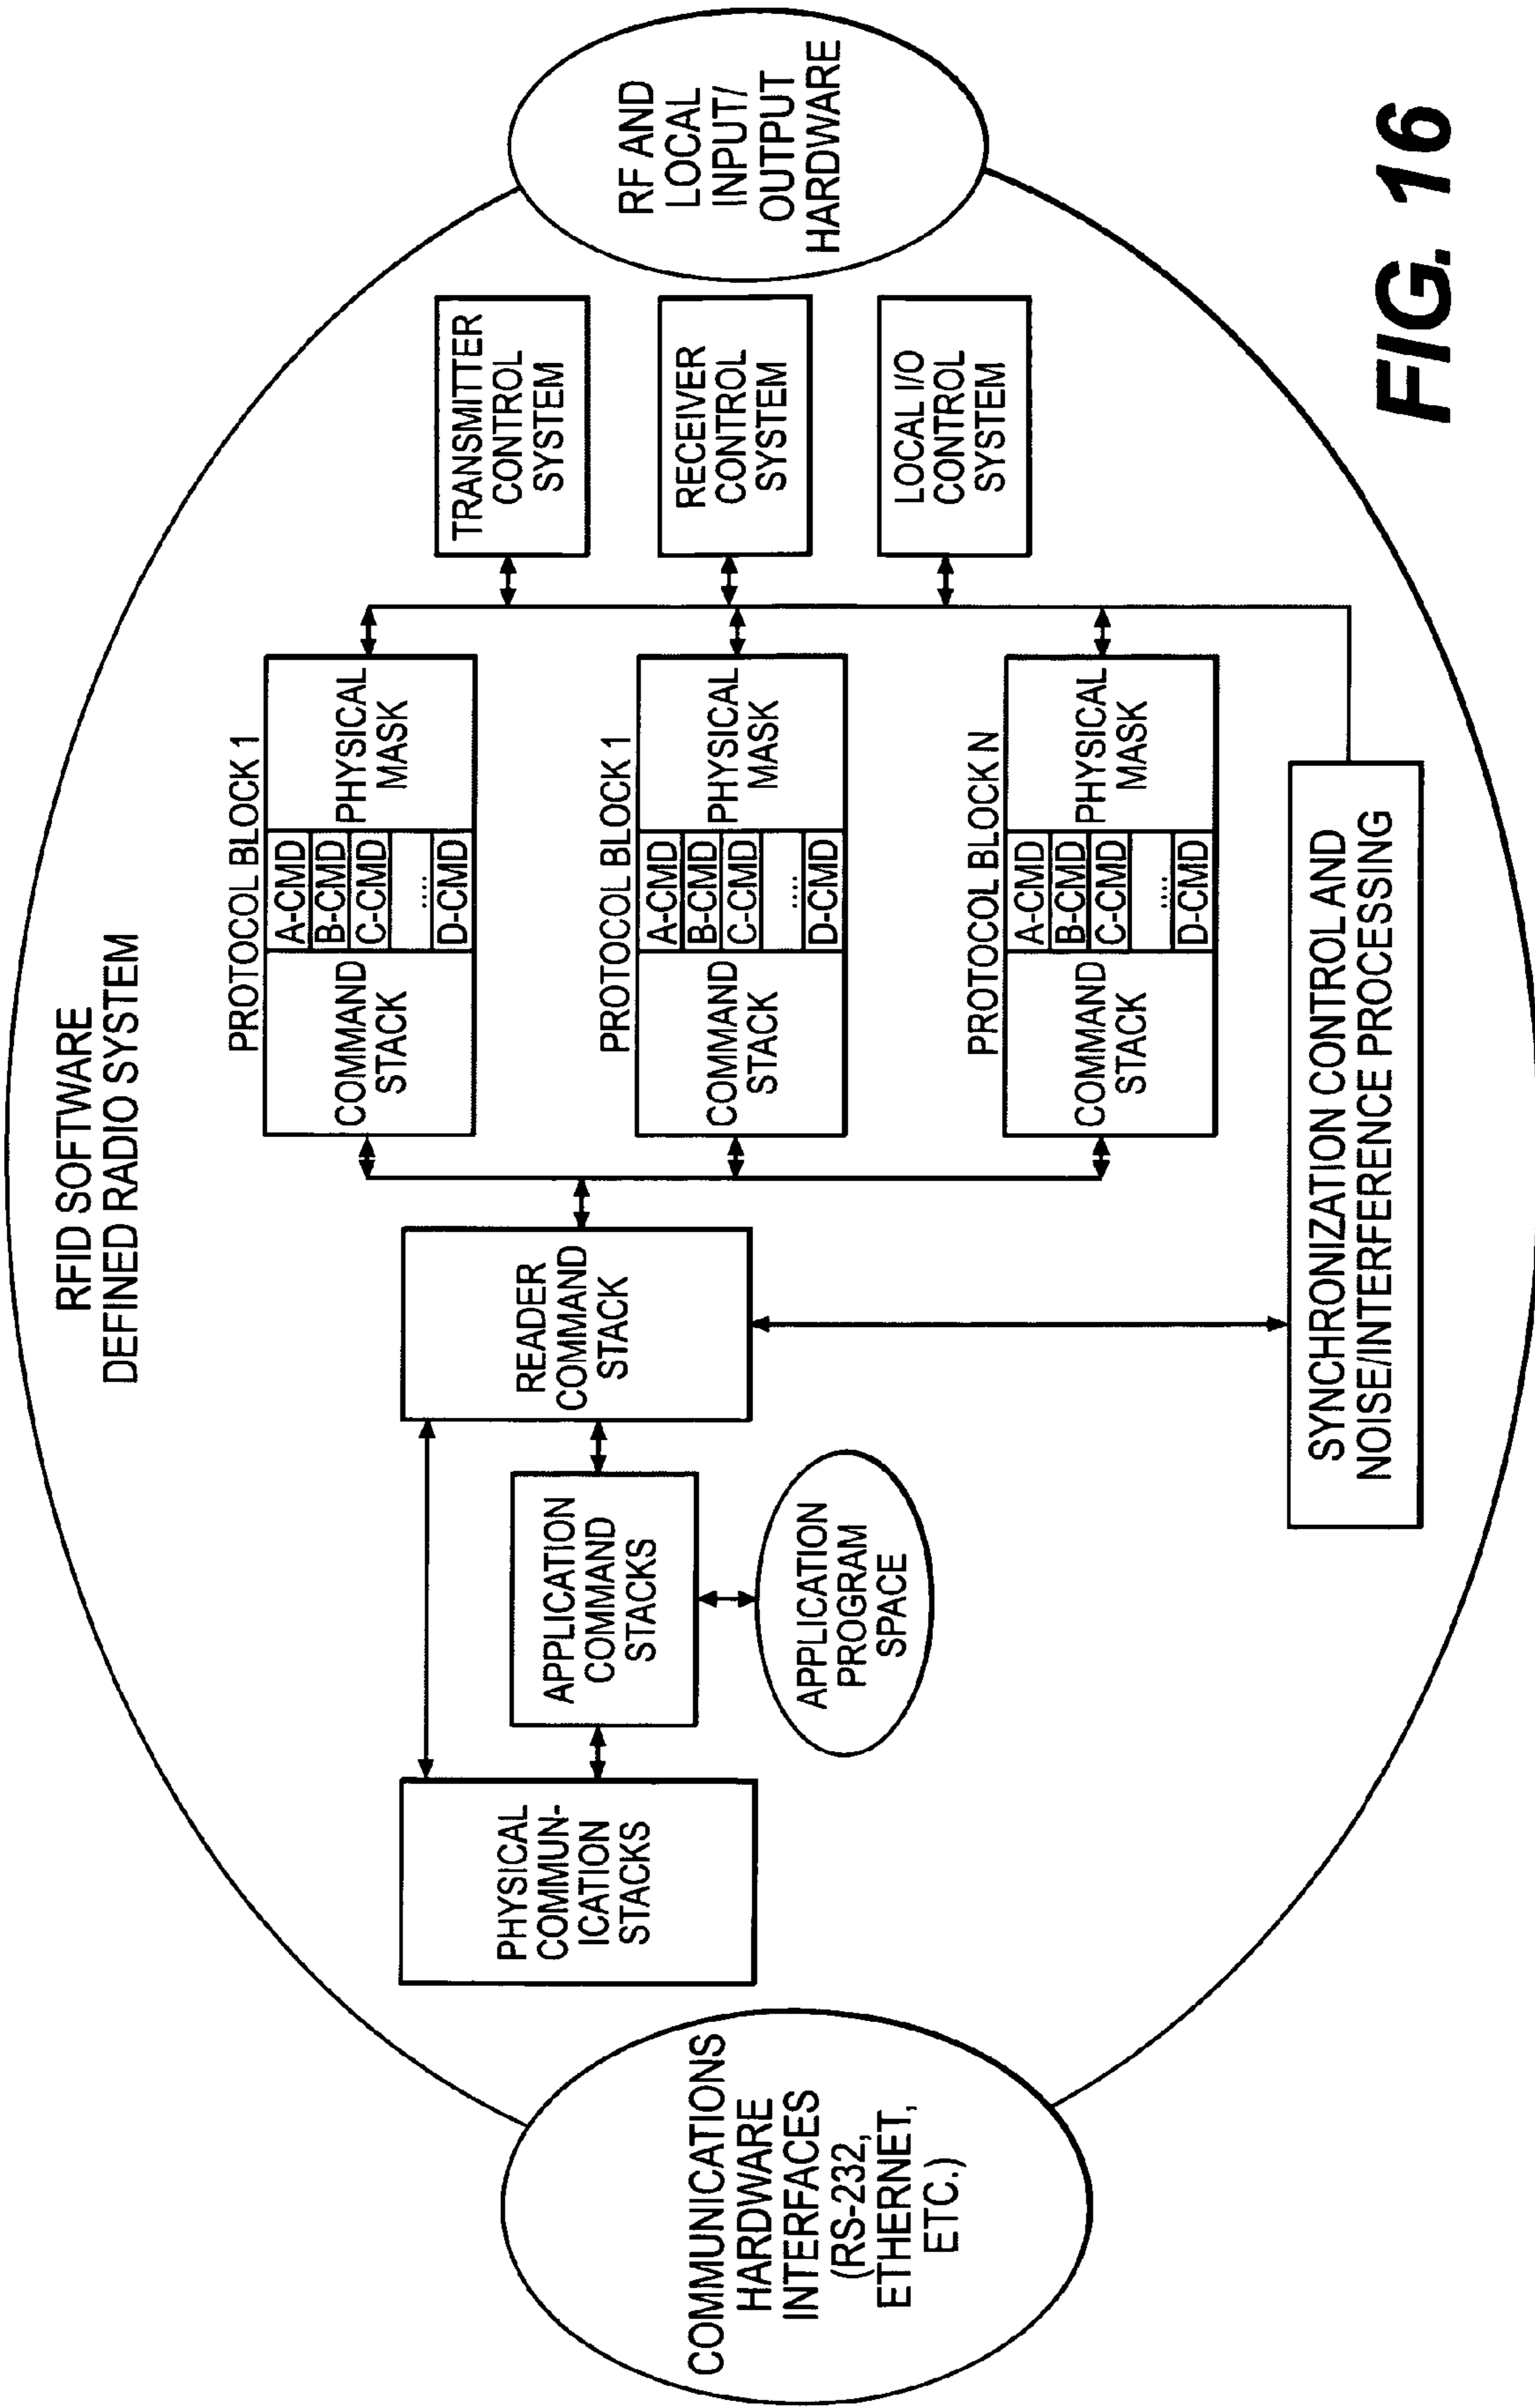 RFID SOFTWARE
DEFINED RADIO SYSTEM
COMMUNICATIONS
HARDWARE
INTERFACES
(RS-232,
ETHERNET,
ETC.)
PHYSICAL
COMMUN-
ICATION
STACKS
APPLICATION
COMMAND
STACKS
APPLICATION
PROGRAM
SPACE
READER
COMMAND
STACK
PROTOCOL BLOCK 1
COMMAND
STACK
A-CMD
B-CMD
C-CMD
....
D-CMD
PHYSICAL
MASK
PROTOCOL BLOCK 1
COMMAND
STACK
A-CMD
B-CMD
C-CMD
....
D-CMD
PHYSICAL
MASK
PROTOCOL BLOCK N
COMMAND
STACK
A-CMD
B-CMD
C-CMD
....
D-CMD
PHYSICAL
MASK
TRANSMITTER
CONTROL
SYSTEM
RECEIVER
CONTROL
SYSTEM
LOCAL I/O
CONTROL
SYSTEM
RF AND
LOCAL
INPUT/
OUTPUT
HARDWARE
SYNCHRONIZATION CONTROL AND
NOISE/INTERFERENCE PROCESSING
FIG. 16